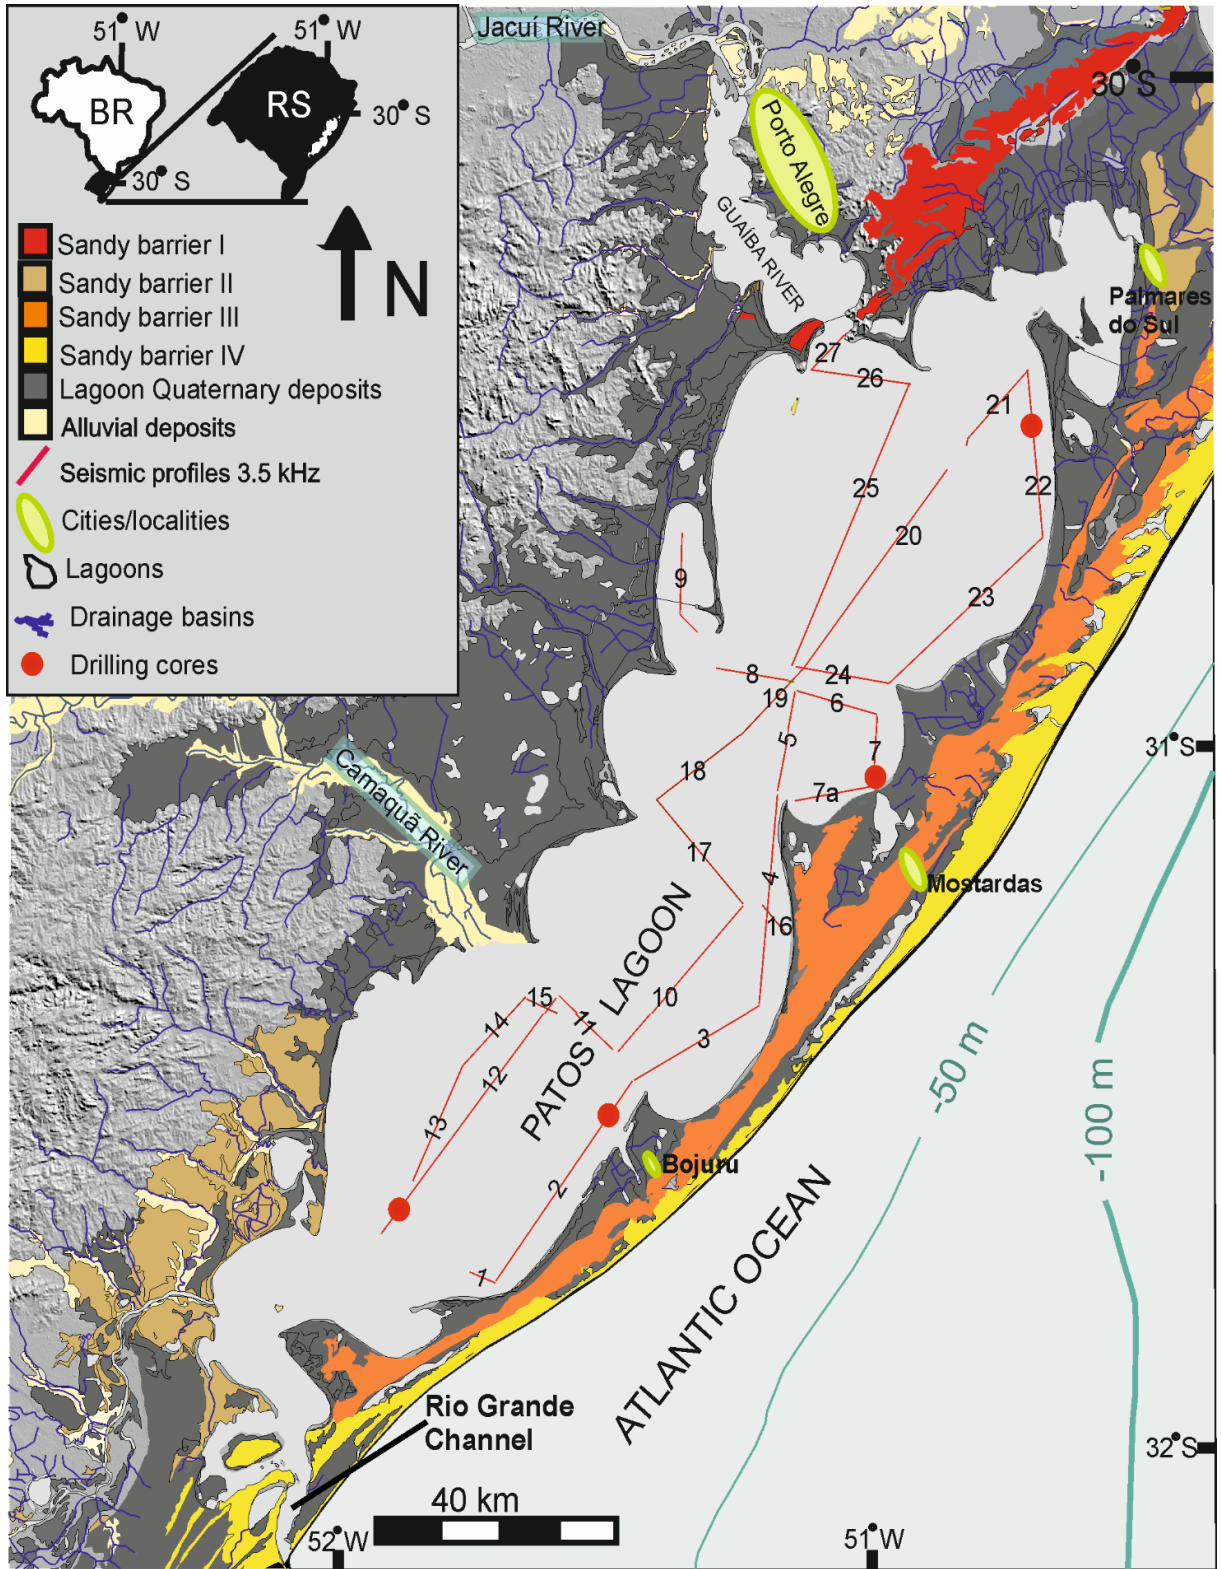 51° W
51° W
BR
RS
30° S
30° S
N
Sandy barrier I
Sandy barrier II
Sandy barrier III
Sandy barrier IV
Lagoon Quaternary deposits
Alluvial deposits
Seismic profiles 3.5 kHz
Cities/localities
Lagoons
Drainage basins
Drilling cores
Jacuí River
30° S
Porto Alegre
GUAÍBA RIVER
Palmares
do Sul
27
26
21
25
22
20
9
23
8
24
19
6
5
7
31°S
18
7a
Camaquã River
17
4
Mostardas
16
PATOS LAGOON
10
15
14
11
3
12
-50 m
-100 m
13
2
Bojuru
1
ATLANTIC OCEAN
Rio Grande
Channel
32°S
40 km
52°W
51°W